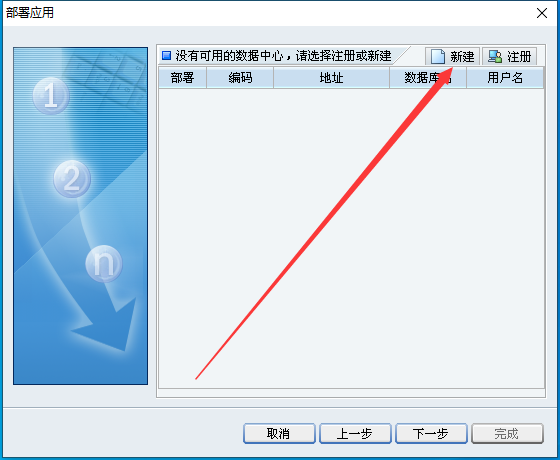 部署应用
没有可用的数据中心，请选择注册或新建 新建 注册
部署 编码 地址 数据库 用户名
1
2
n
取消 上一步 下一步 完成